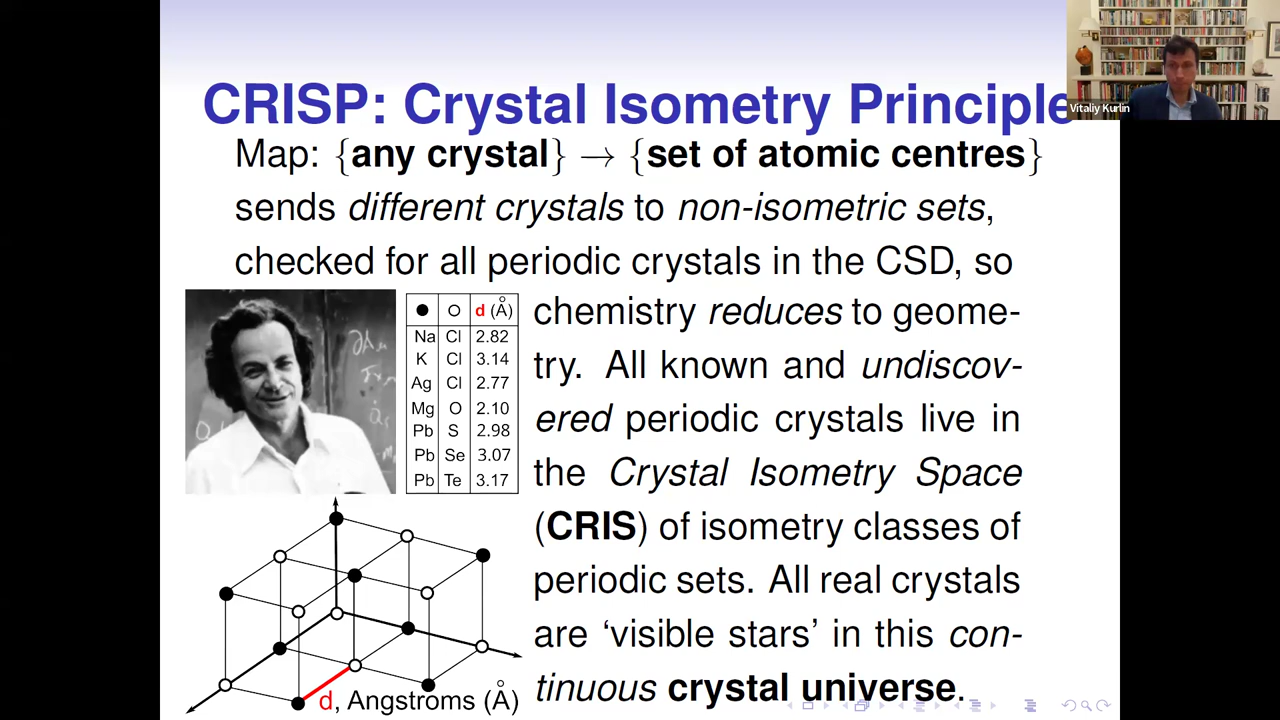 CRISP: Crystal Isometry Principle
Vitaliy Kurlin
Map: {any crystal} → {set of atomic centres}
sends different crystals to non-isometric sets,
checked for all periodic crystals in the CSD, so
chemistry reduces to geome-
try. All known and undiscov-
ered periodic crystals live in
the Crystal Isometry Space
(CRIS) of isometry classes of
periodic sets. All real crystals
are ‘visible stars’ in this con-
tinuous crystal universe.
● ○ d (Å)
Na Cl 2.82
K Cl 3.14
Ag Cl 2.77
Mg O 2.10
Pb S 2.98
Pb Se 3.07
Pb Te 3.17
d, Angstroms (Å)